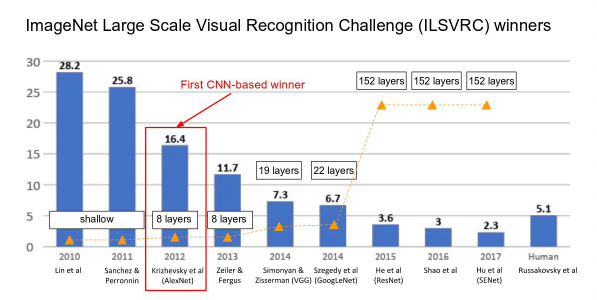 ImageNet Large Scale Visual Recognition Challenge (ILSVRC) winners
30
25
20
15
10
5
0
28.2
25.8
16.4
11.7
7.3
6.7
3.6
3
2.3
5.1
First CNN-based winner
shallow
8 layers
8 layers
19 layers
22 layers
152 layers
152 layers
152 layers
2010
2011
2012
2013
2014
2014
2015
2016
2017
Human
Lin et al
Sanchez &
Perronnin
Krizhevsky et al
(AlexNet)
Zeiler &
Fergus
Simonyan &
Zisserman (VGG)
Szegedy et al
(GoogLeNet)
He et al
(ResNet)
Shao et al
Hu et al
(SENet)
Russakovsky et al